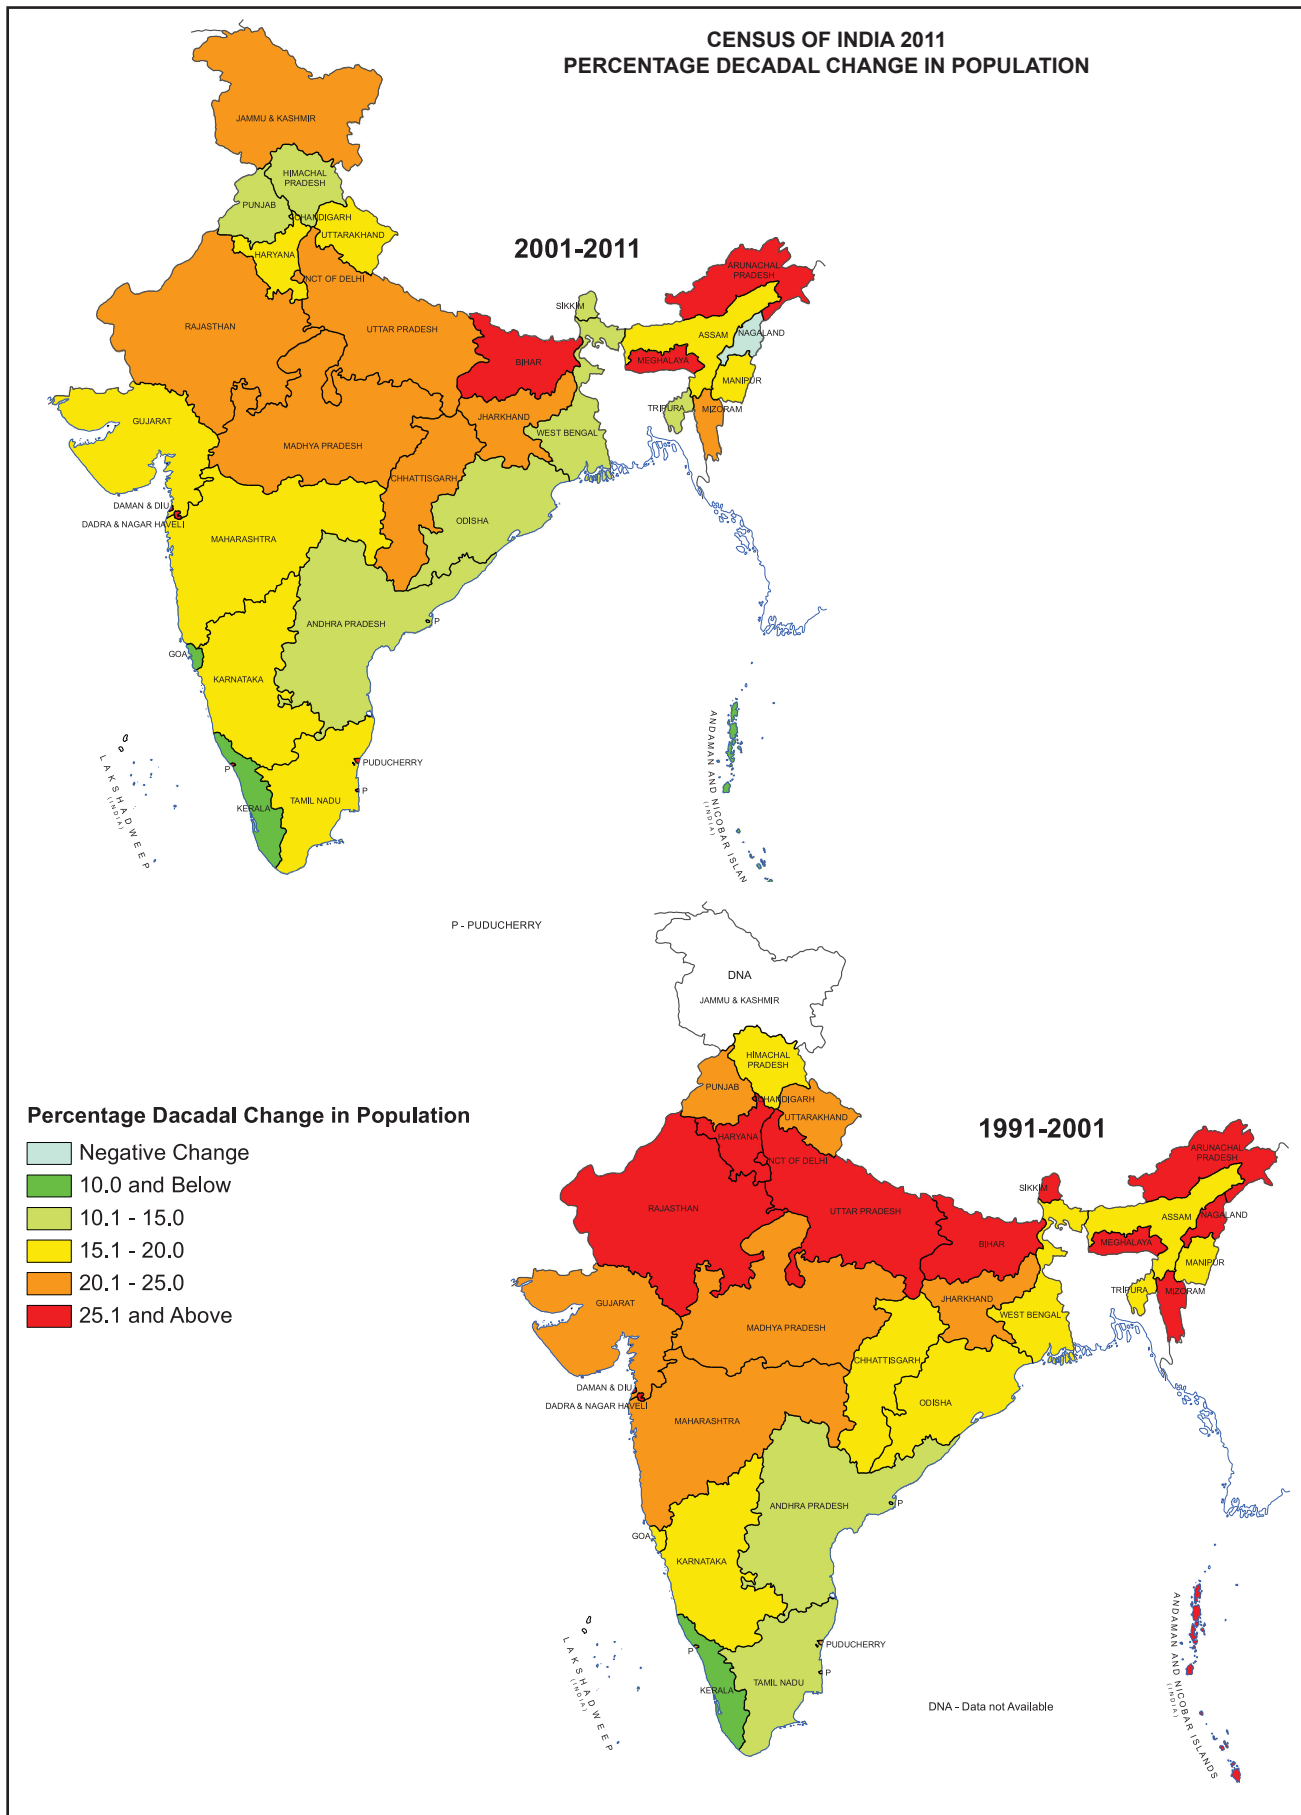 CENSUS OF INDIA 2011
PERCENTAGE DECADAL CHANGE IN POPULATION
2001-2011
JAMMU & KASHMIR
HIMACHAL
PRADESH
PUNJAB
CHANDIGARH
UTTARAKHAND
HARYANA
NCT OF DELHI
RAJASTHAN
UTTAR PRADESH
BIHAR
SIKKIM
ARUNACHAL
PRADESH
ASSAM
NAGALAND
MEGHALAYA
MANIPUR
TRIPURA
MIZORAM
GUJARAT
MADHYA PRADESH
JHARKHAND
WEST BENGAL
CHHATTISGARH
DAMAN & DIU
DADRA & NAGAR HAVELI
ODISHA
MAHARASHTRA
ANDHRA PRADESH
P
GOA
KARNATAKA
PUDUCHERRY
P
P
TAMIL NADU
KERALA
LAKSHADWEEP
(INDIA)
ANDAMAN AND NICOBAR ISLAN
(INDIA)
P - PUDUCHERRY
Percentage Dacadal Change in Population
Negative Change
10.0 and Below
10.1 - 15.0
15.1 - 20.0
20.1 - 25.0
25.1 and Above
1991-2001
DNA
JAMMU & KASHMIR
HIMACHAL
PRADESH
PUNJAB
CHANDIGARH
UTTARAKHAND
HARYANA
NCT OF DELHI
RAJASTHAN
UTTAR PRADESH
BIHAR
SIKKIM
ARUNACHAL
PRADESH
ASSAM
NAGALAND
MEGHALAYA
MANIPUR
TRIPURA
MIZORAM
GUJARAT
MADHYA PRADESH
JHARKHAND
WEST BENGAL
CHHATTISGARH
DAMAN & DIU
DADRA & NAGAR HAVELI
ODISHA
MAHARASHTRA
ANDHRA PRADESH
P
GOA
KARNATAKA
PUDUCHERRY
P
P
TAMIL NADU
KERALA
LAKSHADWEEP
(INDIA)
ANDAMAN AND NICOBAR ISLANDS
(INDIA)
DNA - Data not Available